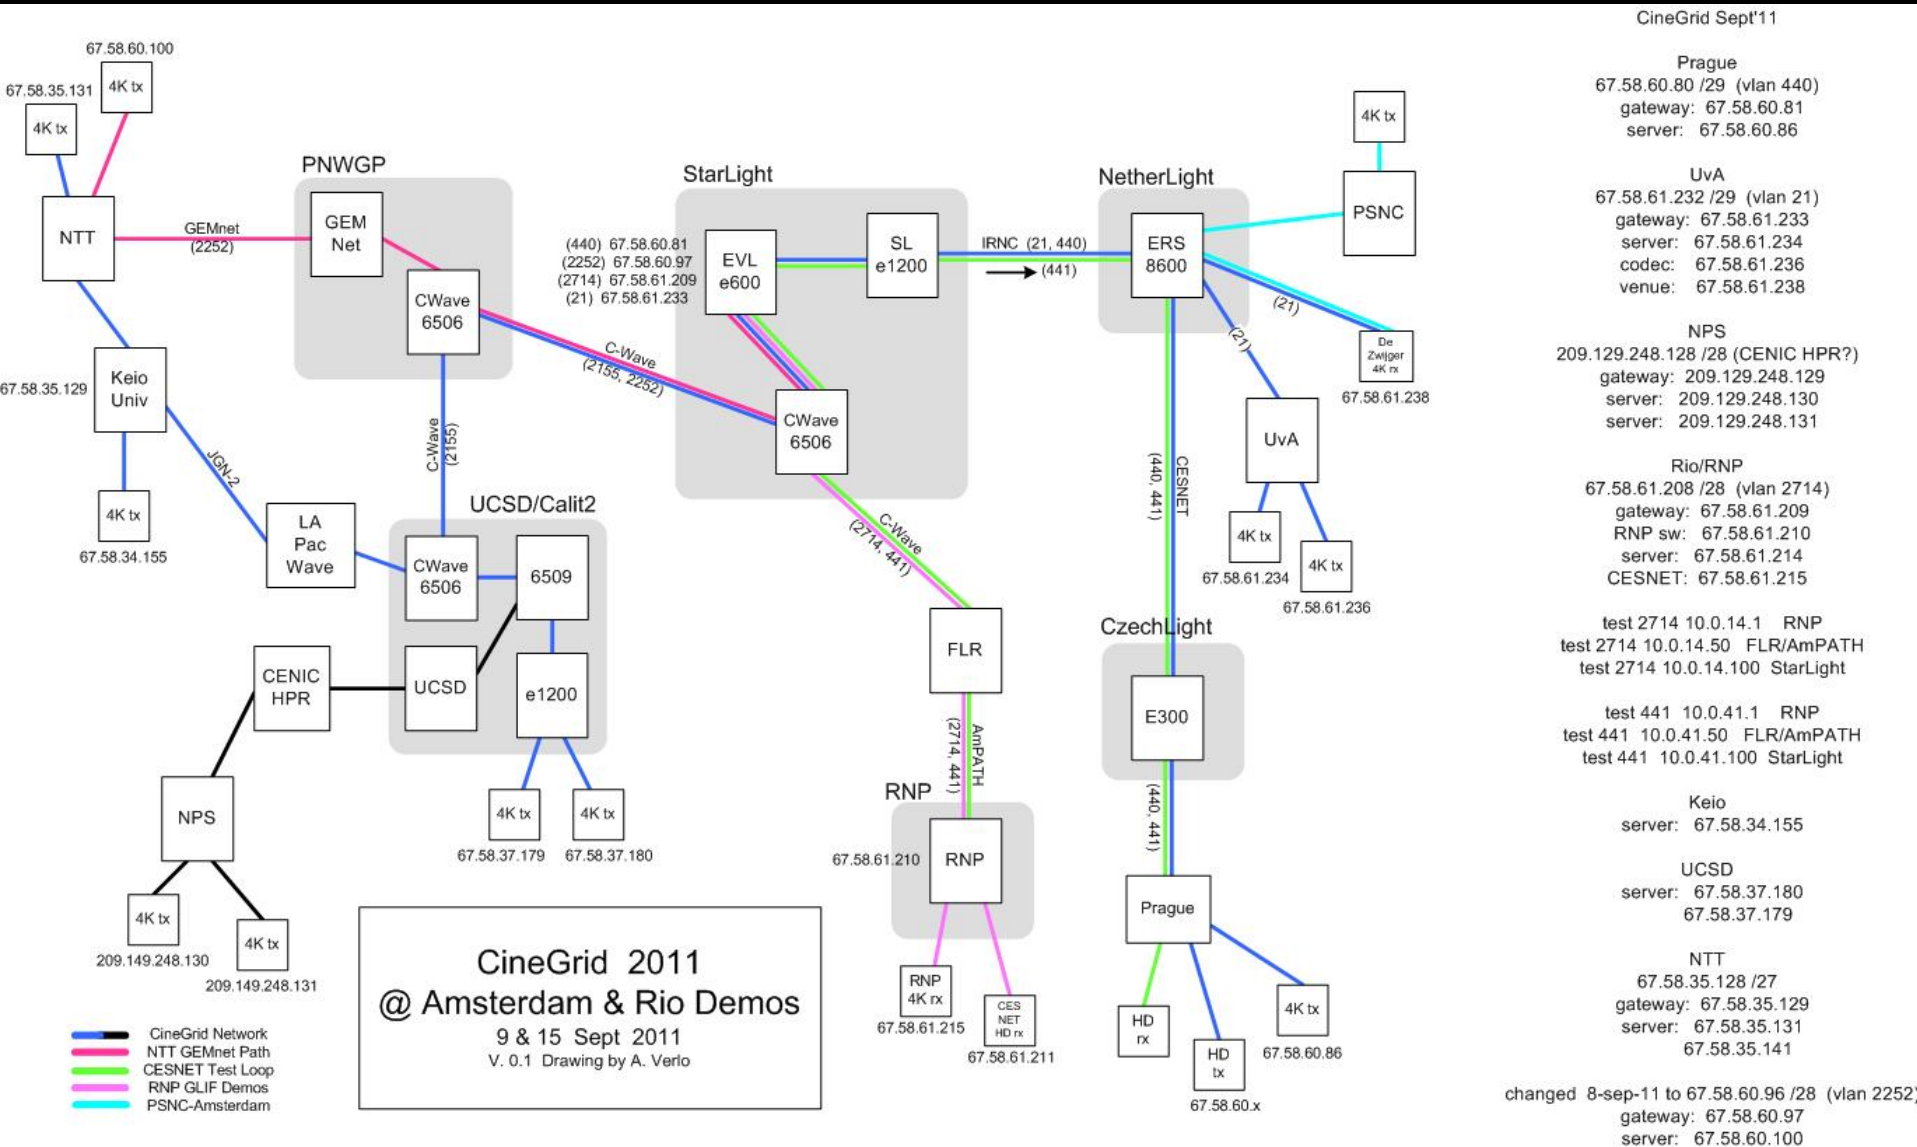 67.58.60.100
4K tx
67.58.35.131
4K tx
NTT
GEMnet
(2252)
PNWGP
GEM
Net
CWave
6506
Keio
Univ
67.58.35.129
4K tx
67.58.34.155
JGN-2
C-Wave
(2155)
C-Wave
(2155, 2252)
LA
Pac
Wave
UCSD/Calit2
CWave
6506
6509
UCSD
e1200
CENIC
HPR
NPS
4K tx
209.149.248.130
4K tx
209.149.248.131
4K tx
67.58.37.179
4K tx
67.58.37.180
StarLight
(440) 67.58.60.81
(2252) 67.58.60.97
(2714) 67.58.61.209
(21) 67.58.61.233
EVL
e600
SL
e1200
CWave
6506
IRNC (21, 440)
(441)
C-Wave
(2714, 441)
FLR
AmPATH
(2714, 441)
RNP
67.58.61.210
RNP
RNP
4K rx
67.58.61.215
CES
NET
HD rx
67.58.61.211
NetherLight
ERS
8600
4K tx
PSNC
(21)
(21)
De
Zwijger
4K rx
67.58.61.238
UvA
4K tx
67.58.61.234
4K tx
67.58.61.236
CESNET
(440, 441)
CzechLight
E300
(440, 441)
Prague
HD
rx
HD
tx
67.58.60.x
4K tx
67.58.60.86
CineGrid 2011
@ Amsterdam & Rio Demos
9 & 15 Sept 2011
V. 0.1 Drawing by A. Verlo
CineGrid Network
NTT GEMnet Path
CESNET Test Loop
RNP GLIF Demos
PSNC-Amsterdam
CineGrid Sept'11
Prague
67.58.60.80 /29 (vlan 440)
gateway: 67.58.60.81
server: 67.58.60.86
UvA
67.58.61.232 /29 (vlan 21)
gateway: 67.58.61.233
server: 67.58.61.234
codec: 67.58.61.236
venue: 67.58.61.238
NPS
209.129.248.128 /28 (CENIC HPR?)
gateway: 209.129.248.129
server: 209.129.248.130
server: 209.129.248.131
Rio/RNP
67.58.61.208 /28 (vlan 2714)
gateway: 67.58.61.209
RNP sw: 67.58.61.210
server: 67.58.61.214
CESNET: 67.58.61.215
test 2714 10.0.14.1 RNP
test 2714 10.0.14.50 FLR/AmPATH
test 2714 10.0.14.100 StarLight
test 441 10.0.41.1 RNP
test 441 10.0.41.50 FLR/AmPATH
test 441 10.0.41.100 StarLight
Keio
server: 67.58.34.155
UCSD
server: 67.58.37.180
67.58.37.179
NTT
67.58.35.128 /27
gateway: 67.58.35.129
server: 67.58.35.131
67.58.35.141
changed 8-sep-11 to 67.58.60.96 /28 (vlan 2252)
gateway: 67.58.60.97
server: 67.58.60.100